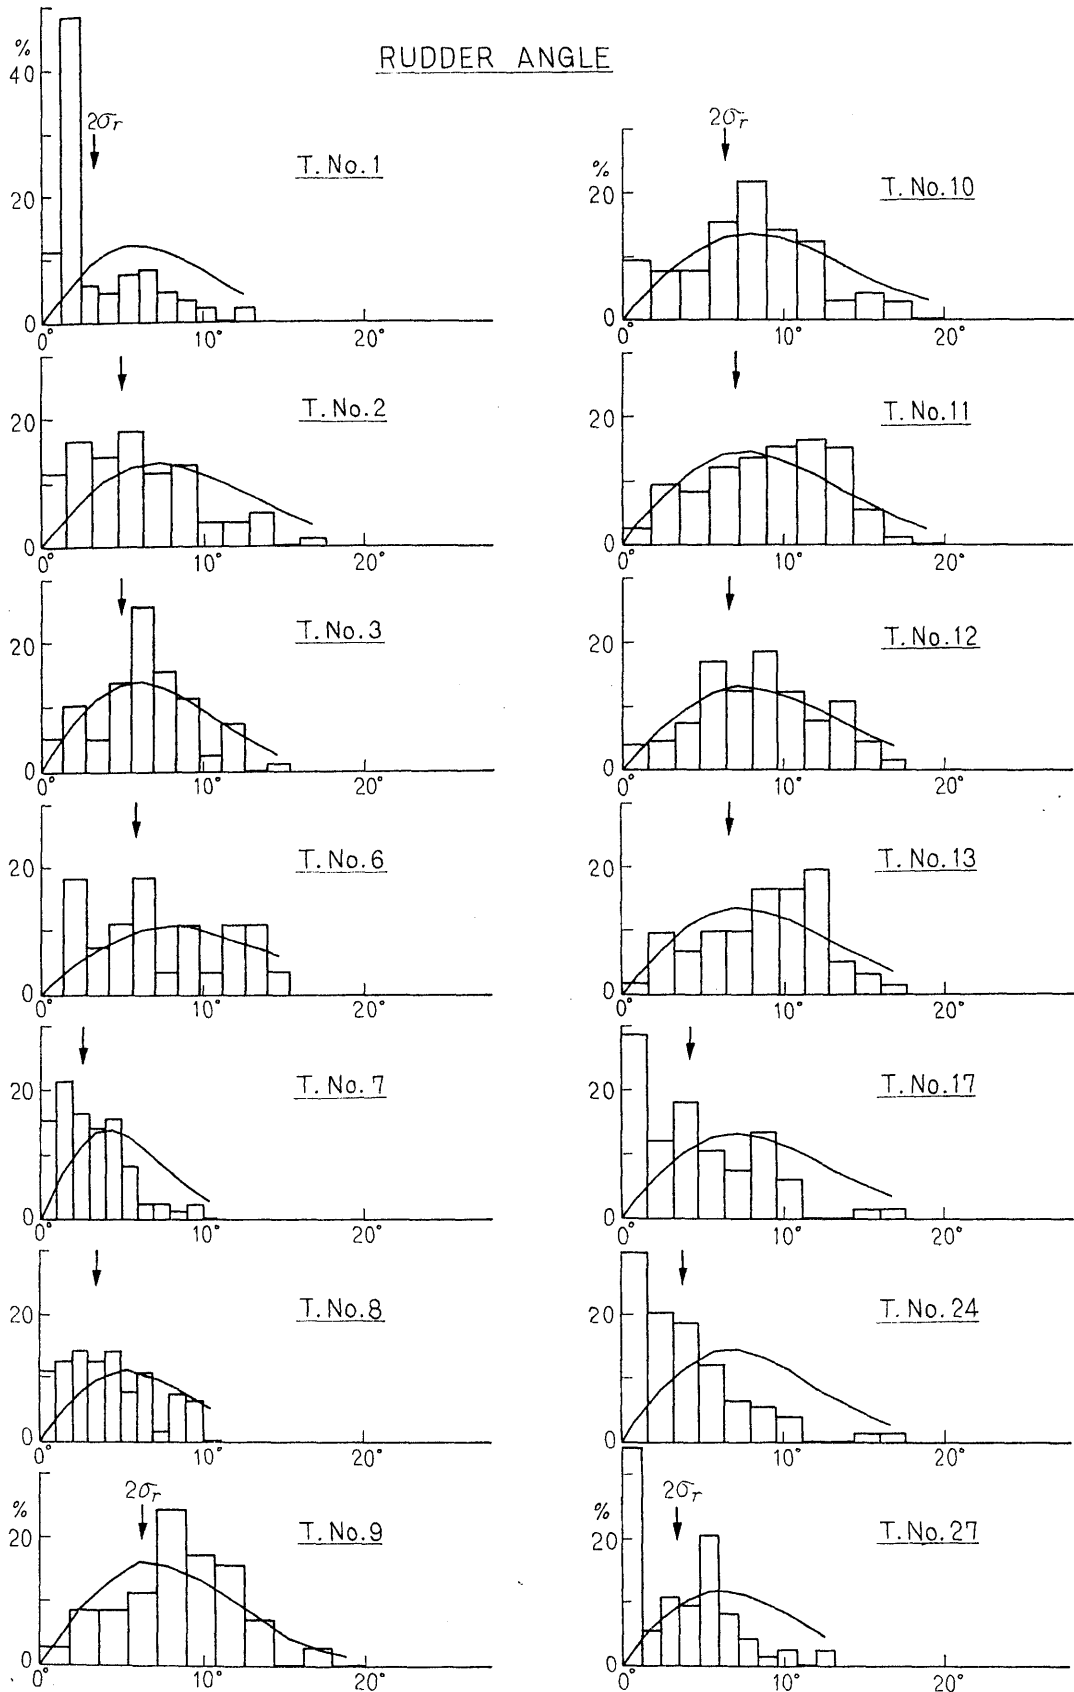 RUDDER ANGLE
%
40
20
0
2σr
T. No. 1
0° 10° 20°
20
0
T. No. 2
0° 10° 20°
20
0
T. No. 3
0° 10° 20°
20
0
T. No. 6
0° 10° 20°
20
0
T. No. 7
0° 10° 20°
20
0
T. No. 8
0° 10° 20°
%
20
0
2σr
T. No. 9
0° 10° 20°
%
20
0
2σr
T. No. 10
0° 10° 20°
20
0
T. No. 11
0° 10° 20°
20
0
T. No. 12
0° 10° 20°
20
0
T. No. 13
0° 10° 20°
20
0
T. No. 17
0° 10° 20°
20
0
T. No. 24
0° 10° 20°
%
20
0
2σr
T. No. 27
0° 10° 20°